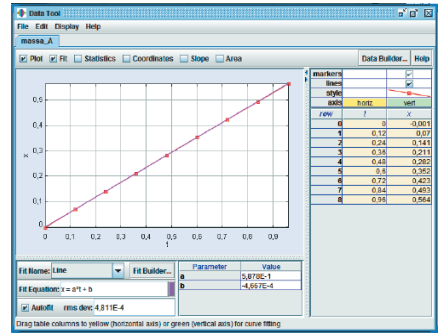 Data Tool
File Edit Display Help
massa_A
Plot Fit Statistics Coordinates Slope Area Data Builder... Help
markers
lines
style
axis horiz vert
row t x
0 0 -0,001
1 0,12 0,07
2 0,24 0,141
3 0,36 0,211
4 0,48 0,282
5 0,6 0,352
6 0,72 0,423
7 0,84 0,493
8 0,96 0,564
0,5
0,4
0,3
x
0,2
0,1
0
0 0,1 0,2 0,3 0,4 0,5 0,6 0,7 0,8 0,9
t
Fit Name: Line Fit Builder...
Fit Equation: x = a*t + b
Autofit rms dev: 4,811E-4
Parameter Value
a 5,878E-1
b -4,667E-4
Drag table columns to yellow (horizontal axis) or green (vertical axis) for curve fitting